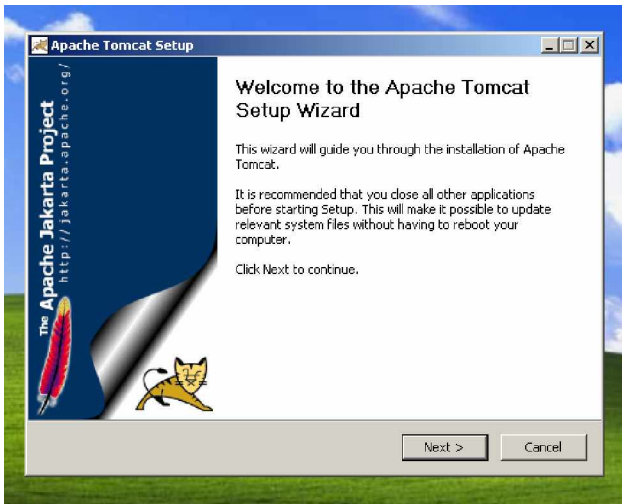 Apache Tomcat Setup
The Apache Jakarta Project
http://jakarta.apache.org/
Welcome to the Apache Tomcat
Setup Wizard
This wizard will guide you through the installation of Apache
Tomcat.
It is recommended that you close all other applications
before starting Setup. This will make it possible to update
relevant system files without having to reboot your
computer.
Click Next to continue.
Next >
Cancel